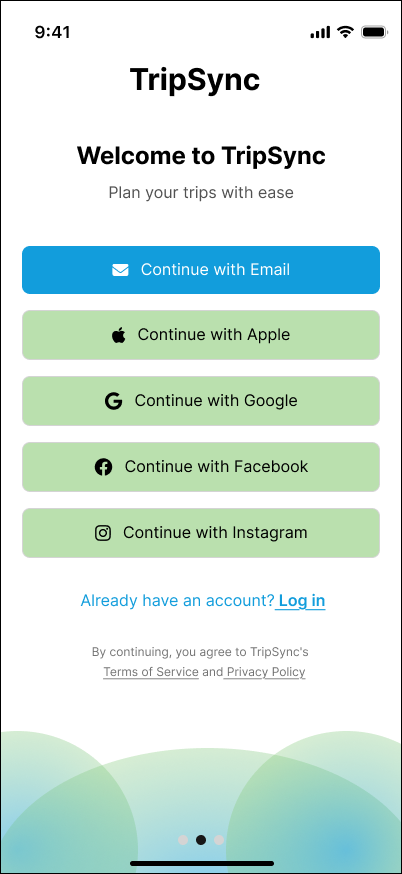 9:41
TripSync
Welcome to TripSync
Plan your trips with ease
Continue with Email
Continue with Apple
Continue with Google
Continue with Facebook
Continue with Instagram
Already have an account? Log in
By continuing, you agree to TripSync's
Terms of Service and Privacy Policy